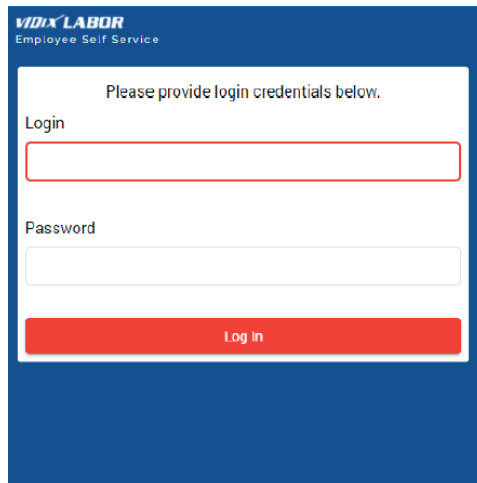 VIDIX LABOR
Employee Self Service
Please provide login credentials below.
Login
Password
Log In